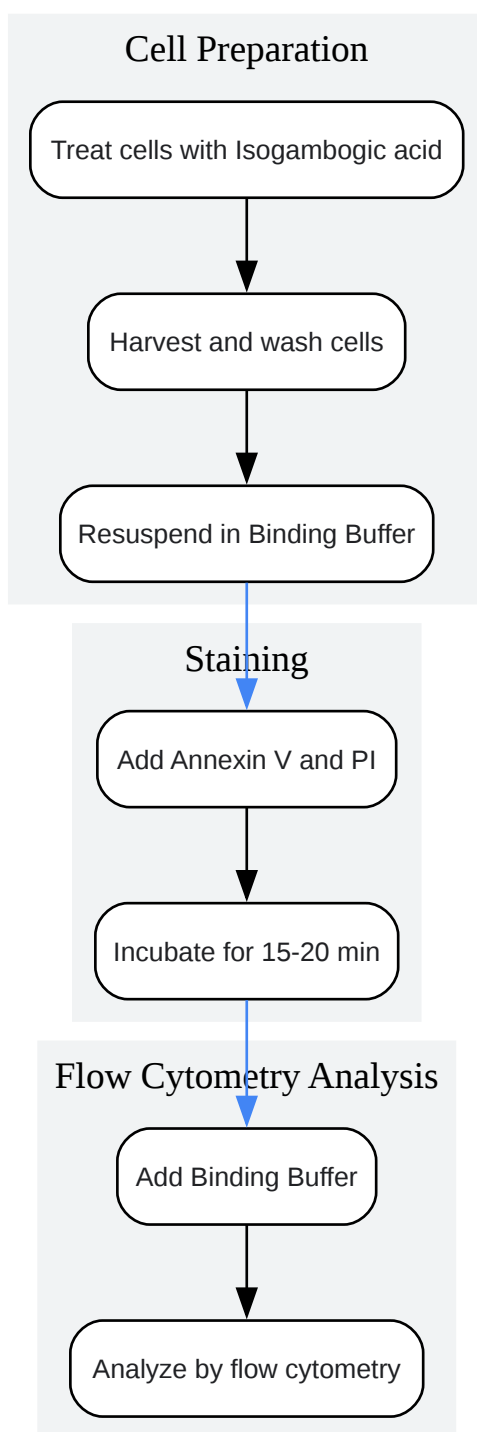 Cell Preparation
Treat cells with Isogambogic acid
Harvest and wash cells
Resuspend in Binding Buffer
Staining
Add Annexin V and PI
Incubate for 15-20 min
Flow Cytometry Analysis
Add Binding Buffer
Analyze by flow cytometry